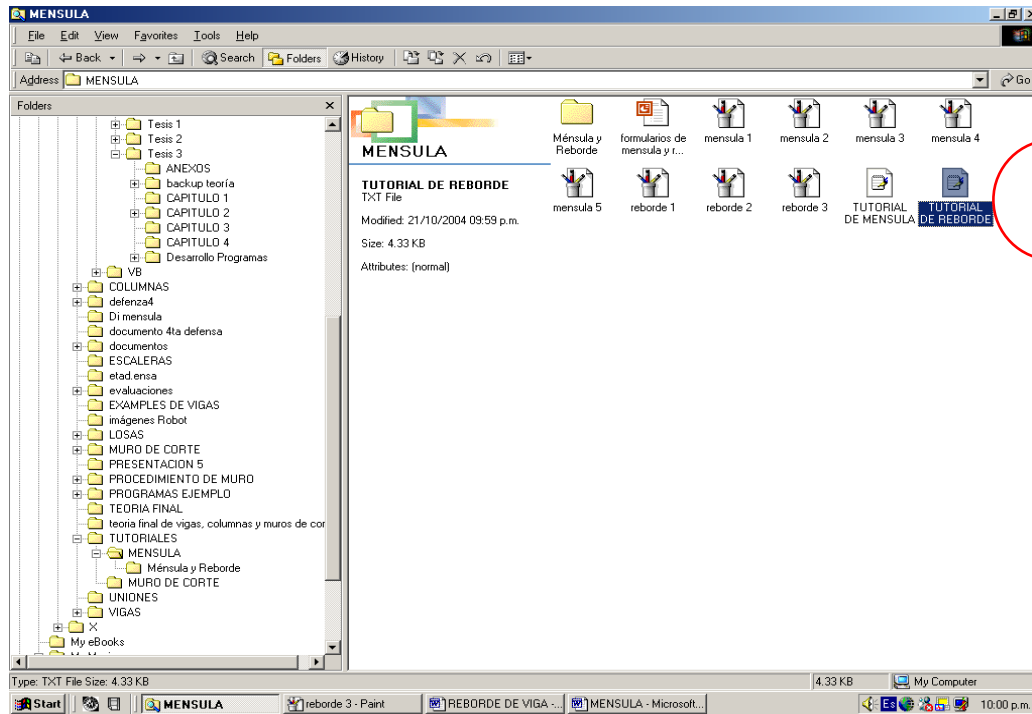 MENSULA
File Edit View Favorites Tools Help
Back Search Folders History
Address MENSULA Go
Folders
Tesis 1
Tesis 2
Tesis 3
ANEXOS
backup teoría
CAPITULO 1
CAPITULO 2
CAPITULO 3
CAPITULO 4
Desarrollo Programas
VB
COLUMNAS
defenza4
Di mensula
documento 4ta defensa
documentos
ESCALERAS
etad.ensa
evaluaciones
EXAMPLES DE VIGAS
imágenes Robot
LOSAS
MURO DE CORTE
PRESENTACION 5
PROCEDIMIENTO DE MURO
PROGRAMAS EJEMPLO
TEORIA FINAL
teoria final de vigas, columnas y muros de cor
TUTORIALES
MENSULA
Ménsula y Reborde
MURO DE CORTE
UNIONES
VIGAS
X
My eBooks
MENSULA
TUTORIAL DE REBORDE
TXT File
Modified: 21/10/2004 09:59 p.m.
Size: 4.33 KB
Attributes: (normal)
Ménsula y
Reborde
formularios de
mensula y r...
mensula 1
mensula 2
mensula 3
mensula 4
mensula 5
reborde 1
reborde 2
reborde 3
TUTORIAL
DE MENSULA
TUTORIAL
DE REBORDE
Type: TXT File Size: 4.33 KB 4.33 KB My Computer
Start MENSULA reborde 3 - Paint REBORDE DE VIGA -... MENSULA - Microsoft... Es 10:00 p.m.